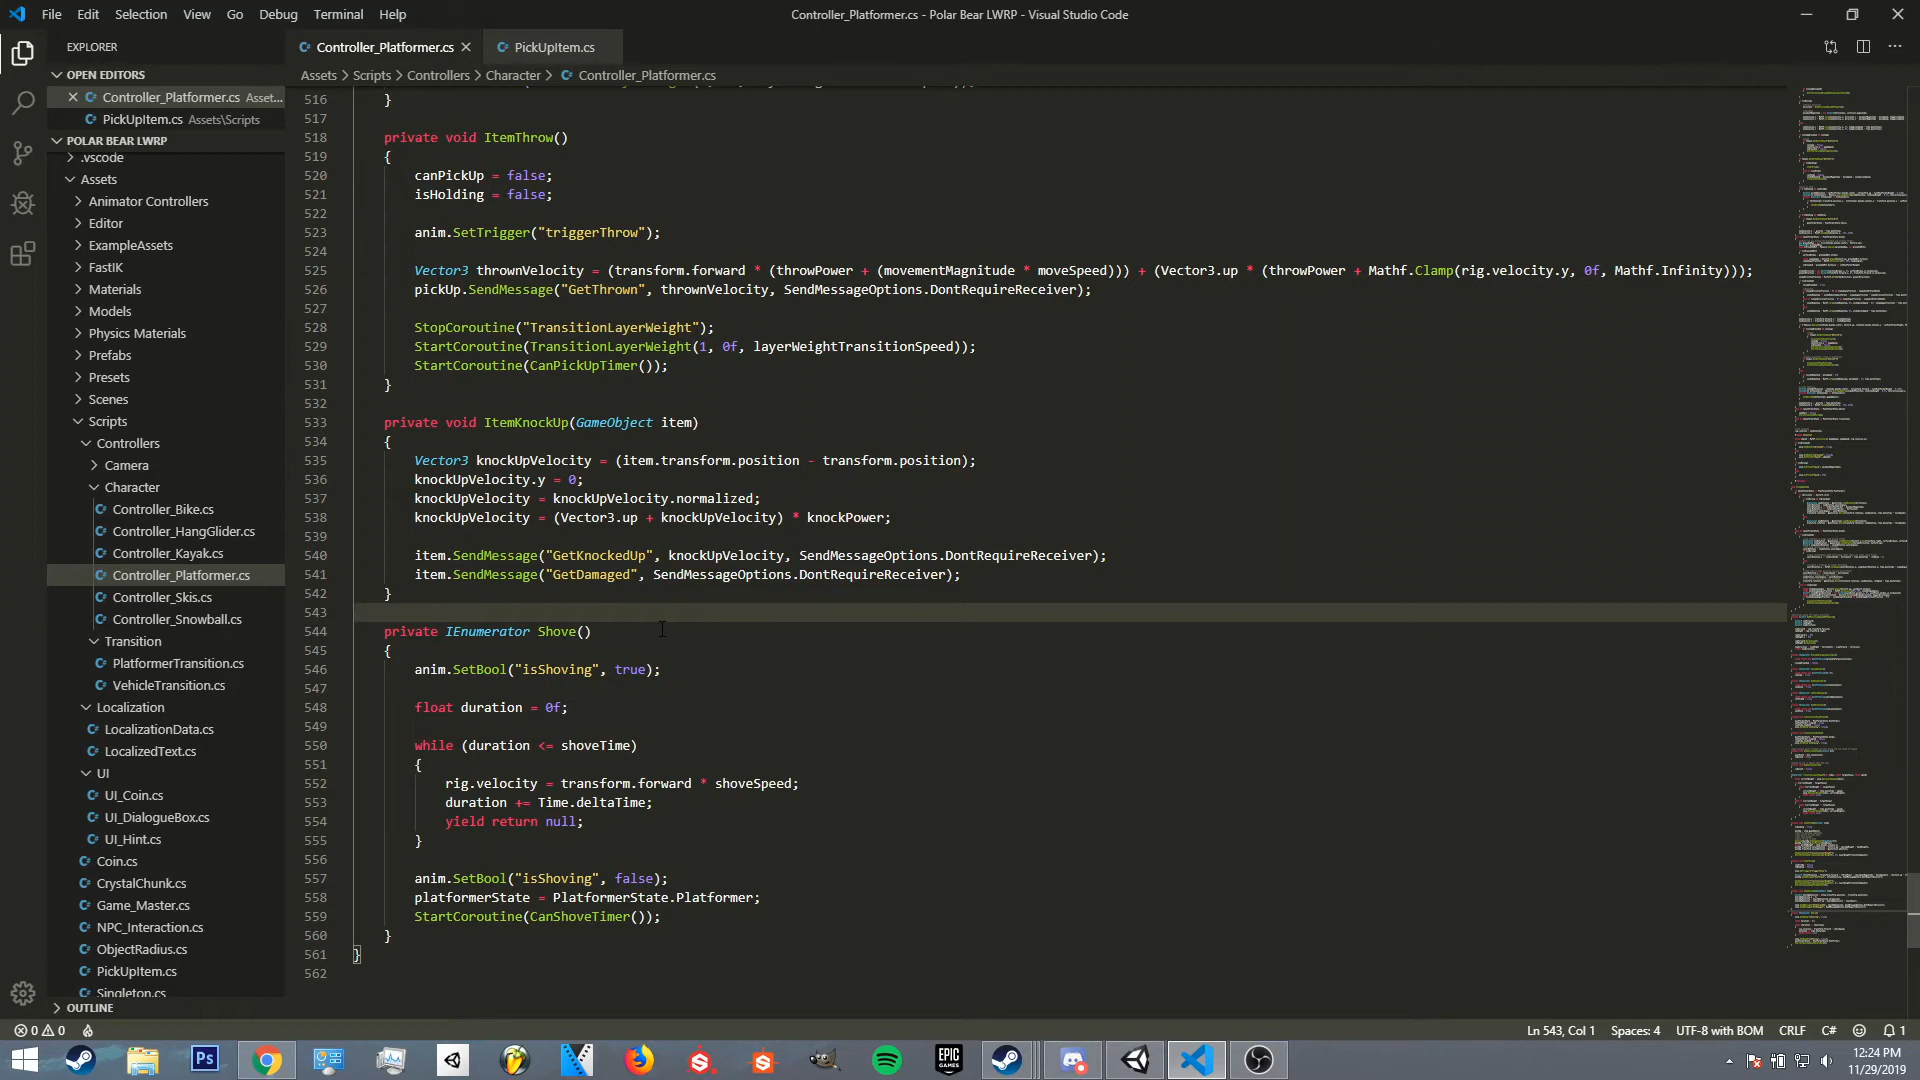 File Edit Selection View Go Debug Terminal Help
Controller_Platformer.cs - Polar Bear LWRP - Visual Studio Code
EXPLORER
Controller_Platformer.cs PickUpItem.cs
OPEN EDITORS
Controller_Platformer.cs Asset...
PickUpItem.cs Assets\Scripts
POLAR BEAR LWRP
.vscode
Assets
Animator Controllers
Editor
ExampleAssets
FastIK
Materials
Models
Physics Materials
Prefabs
Presets
Scenes
Scripts
Controllers
Camera
Character
Controller_Bike.cs
Controller_HangGlider.cs
Controller_Kayak.cs
Controller_Platformer.cs
Controller_Skis.cs
Controller_Snowball.cs
Transition
PlatformerTransition.cs
VehicleTransition.cs
Localization
LocalizationData.cs
LocalizedText.cs
UI
UI_Coin.cs
UI_DialogueBox.cs
UI_Hint.cs
Coin.cs
CrystalChunk.cs
Game_Master.cs
NPC_Interaction.cs
ObjectRadius.cs
PickUpItem.cs
Singleton.cs
OUTLINE
Assets > Scripts > Controllers > Character > Controller_Platformer.cs
516 }
517
518 private void ItemThrow()
519 {
520 canPickUp = false;
521 isHolding = false;
522
523 anim.SetTrigger("triggerThrow");
524
525 Vector3 thrownVelocity = (transform.forward * (throwPower + (movementMagnitude * moveSpeed))) + (Vector3.up * (throwPower + Mathf.Clamp(rig.velocity.y, 0f, Mathf.Infinity)));
526 pickUp.SendMessage("GetThrown", thrownVelocity, SendMessageOptions.DontRequireReceiver);
527
528 StopCoroutine("TransitionLayerWeight");
529 StartCoroutine(TransitionLayerWeight(1, 0f, layerWeightTransitionSpeed));
530 StartCoroutine(CanPickUpTimer());
531 }
532
533 private void ItemKnockUp(GameObject item)
534 {
535 Vector3 knockUpVelocity = (item.transform.position - transform.position);
536 knockUpVelocity.y = 0;
537 knockUpVelocity = knockUpVelocity.normalized;
538 knockUpVelocity = (Vector3.up + knockUpVelocity) * knockPower;
539
540 item.SendMessage("GetKnockedUp", knockUpVelocity, SendMessageOptions.DontRequireReceiver);
541 item.SendMessage("GetDamaged", SendMessageOptions.DontRequireReceiver);
542 }
543
544 private IEnumerator Shove()
545 {
546 anim.SetBool("isShoving", true);
547
548 float duration = 0f;
549
550 while (duration <= shoveTime)
551 {
552 rig.velocity = transform.forward * shoveSpeed;
553 duration += Time.deltaTime;
554 yield return null;
555 }
556
557 anim.SetBool("isShoving", false);
558 platformerState = PlatformerState.Platformer;
559 StartCoroutine(CanShoveTimer());
560 }
561 }
562
0 0 Ln 543, Col 1 Spaces: 4 UTF-8 with BOM CRLF C# 1
Ps EPIC GAMES
12:24 PM
11/29/2019